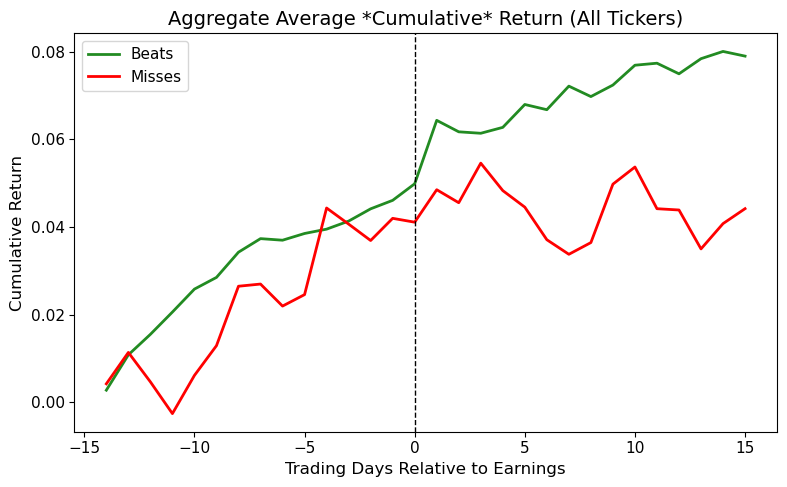 Aggregate Average *Cumulative* Return (All Tickers)
Beats
Misses
Cumulative Return
0.08
0.06
0.04
0.02
0.00
−15 −10 −5 0 5 10 15
Trading Days Relative to Earnings